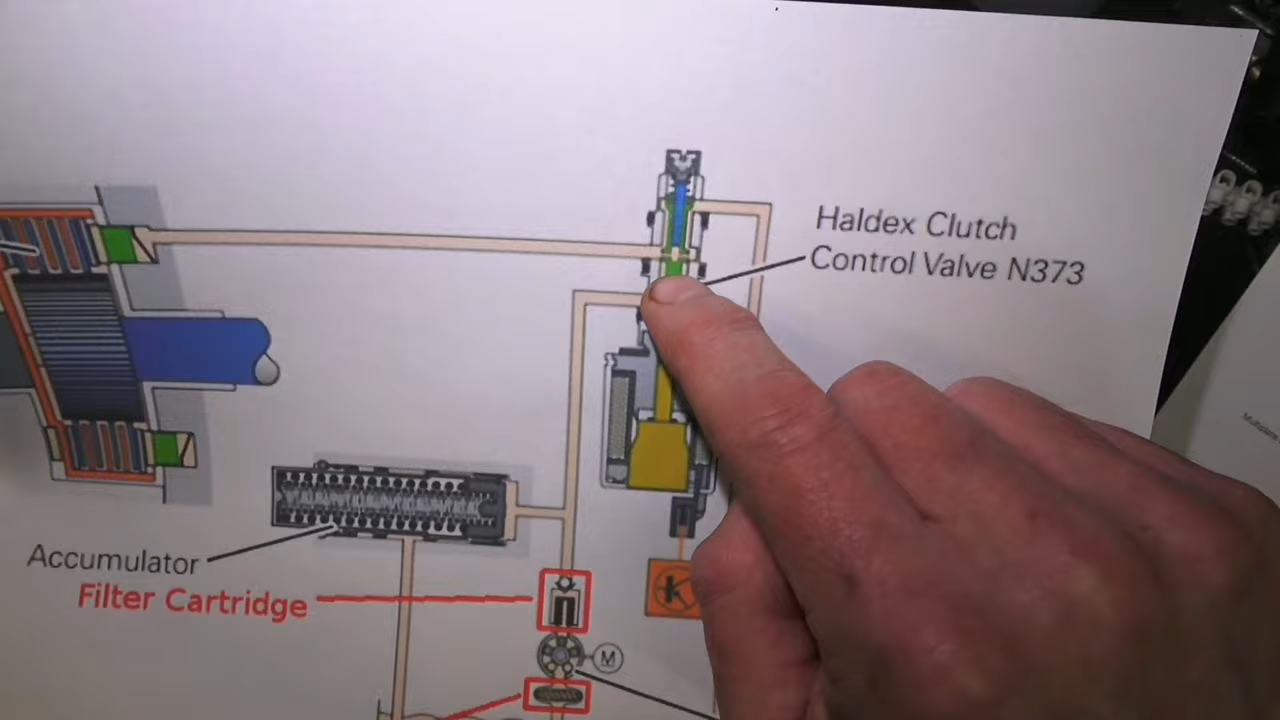 Haldex Clutch
Control Valve N373
Accumulator
Filter Cartridge
M